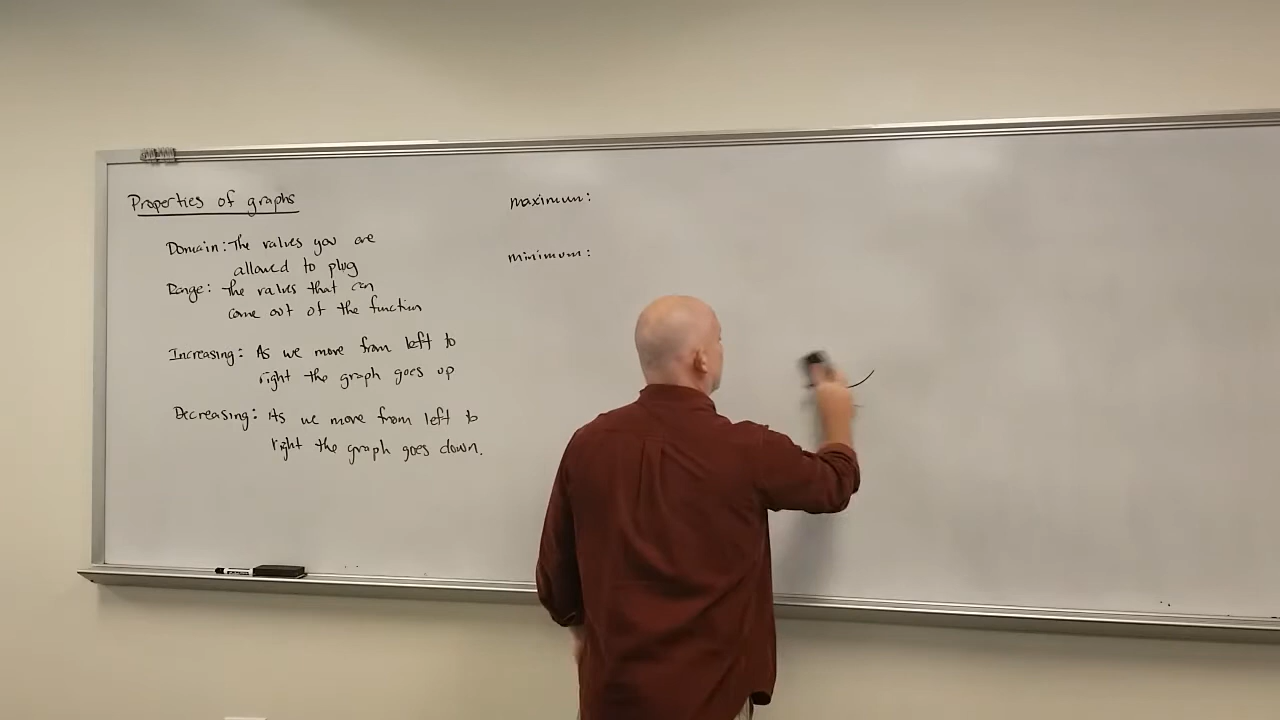 Properties of graphs
Domain: The values you are
allowed to plug
Range: The values that can
come out of the function
Increasing: As we move from left to
right the graph goes up
Decreasing: As we move from left to
right the graph goes down.
maximum:
minimum: